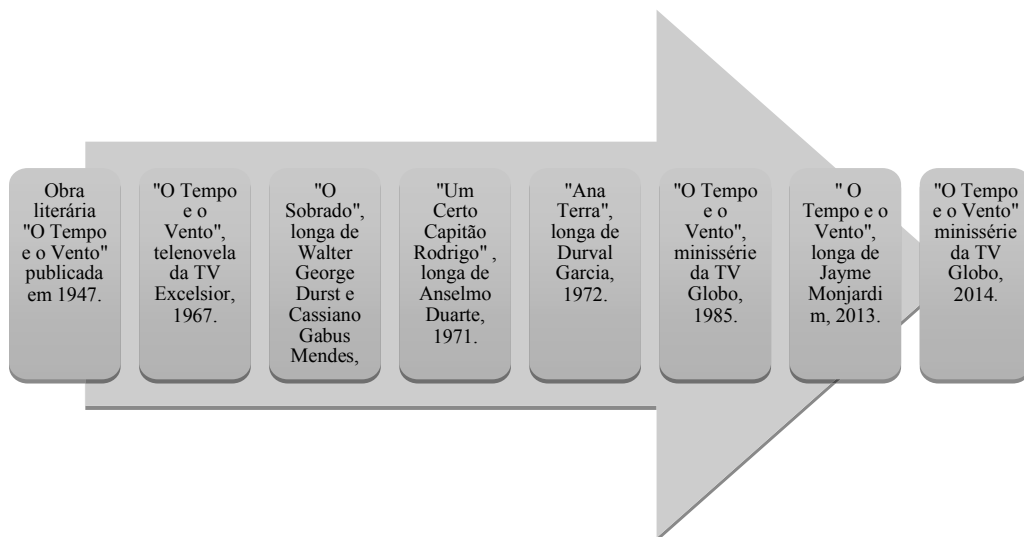 Obra
literária
"O Tempo
e o Vento"
publicada
em 1947.
"O Tempo
e o
Vento",
telenovela
da TV
Excelsior,
1967.
"O
Sobrado",
longa de
Walter
George
Durst e
Cassiano
Gabus
Mendes,
"Um
Certo
Capitão
Rodrigo" ,
longa de
Anselmo
Duarte,
1971.
"Ana
Terra",
longa de
Durval
Garcia,
1972.
"O Tempo
e o
Vento",
minissérie
da TV
Globo,
1985.
" O
Tempo e o
Vento",
longa de
Jayme
Monjardi
m, 2013.
"O Tempo
e o Vento"
minissérie
da TV
Globo,
2014.